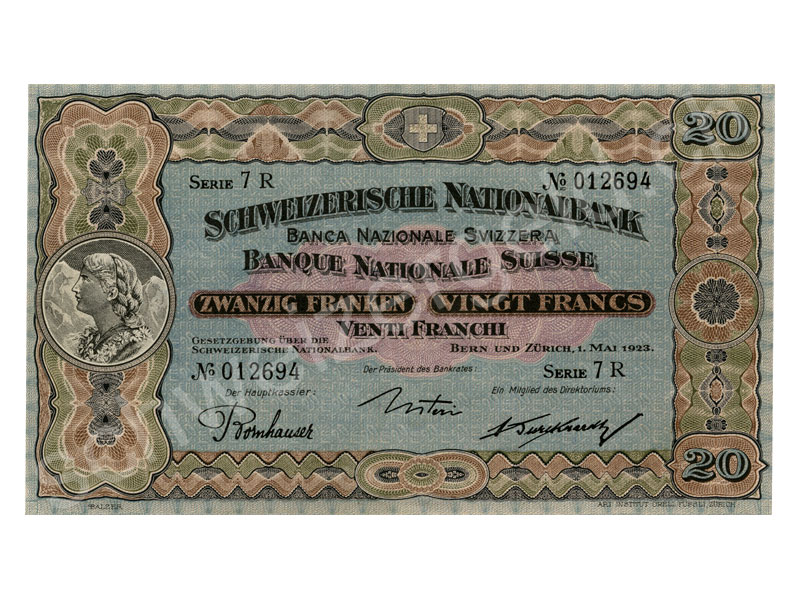 20
SERIE 7 R № 012694
SCHWEIZERISCHE NATIONALBANK
BANCA NAZIONALE SVIZZERA
BANQUE NATIONALE SUISSE
ZWANZIG FRANKEN VINGT FRANCS
VENTI FRANCHI
GESETZGEBUNG ÜBER DIE
SCHWEIZERISCHE NATIONALBANK. BERN UND ZÜRICH, 1. MAI 1923.
№ 012694 Der Präsident des Bankrates: SERIE 7 R
Der Hauptkassier: Ein Mitglied des Direktoriums:
Bornhauser
20
BALZER ART. INSTITUT ORELL FÜSSLI, ZÜRICH